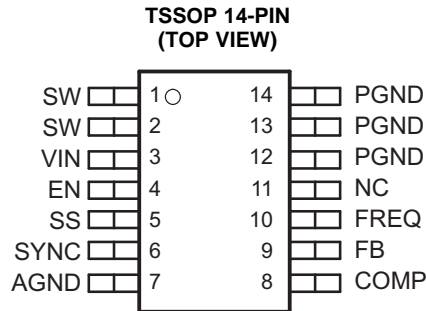 TSSOP 14-PIN
(TOP VIEW)
SW 1 14 PGND
SW 2 13 PGND
VIN 3 12 PGND
EN 4 11 NC
SS 5 10 FREQ
SYNC 6 9 FB
AGND 7 8 COMP